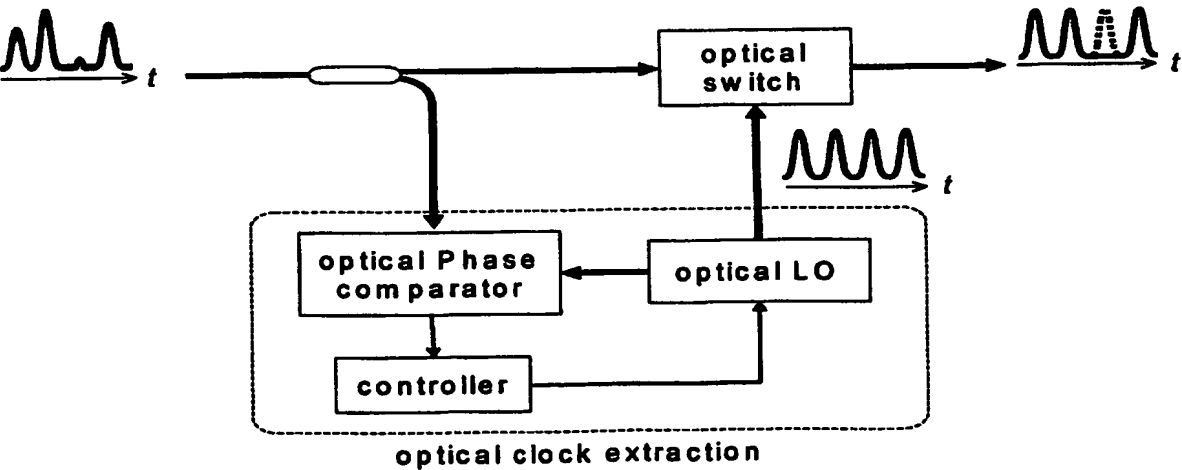 t
optical
switch
t
t
optical Phase
comparator
optical LO
controller
optical clock extraction